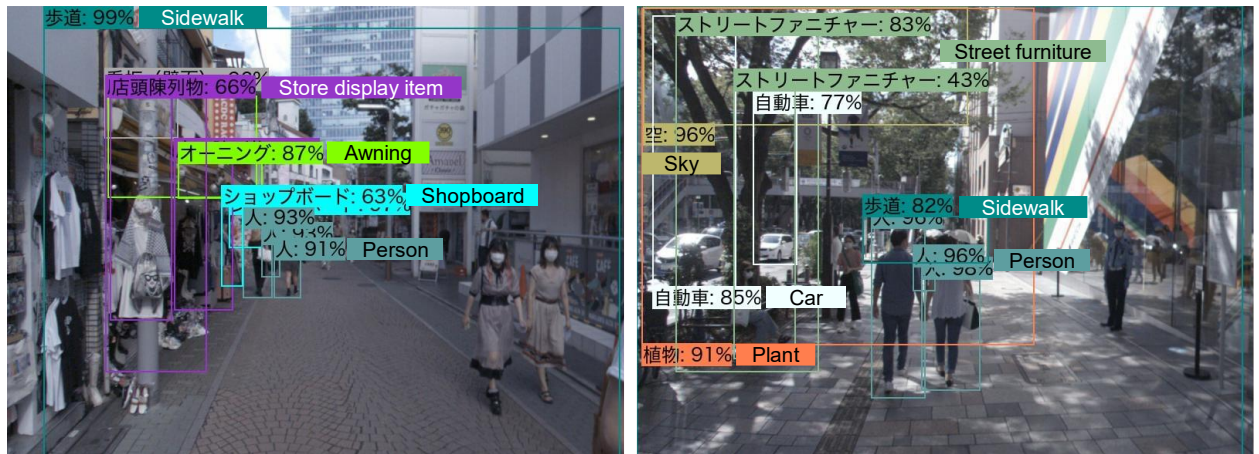 歩道: 99% Sidewalk
店頭陳列物: 66% Store display item
オーニング: 87% Awning
ショップボード: 63% Shopboard
人: 93%
人: 93%
人: 91% Person
ストリートファニチャー: 83%
Street furniture
ストリートファニチャー: 43%
自動車: 77%
空: 96%
Sky
歩道: 82% Sidewalk
人: 96% Person
人: 98%
自動車: 85% Car
植物: 91% Plant